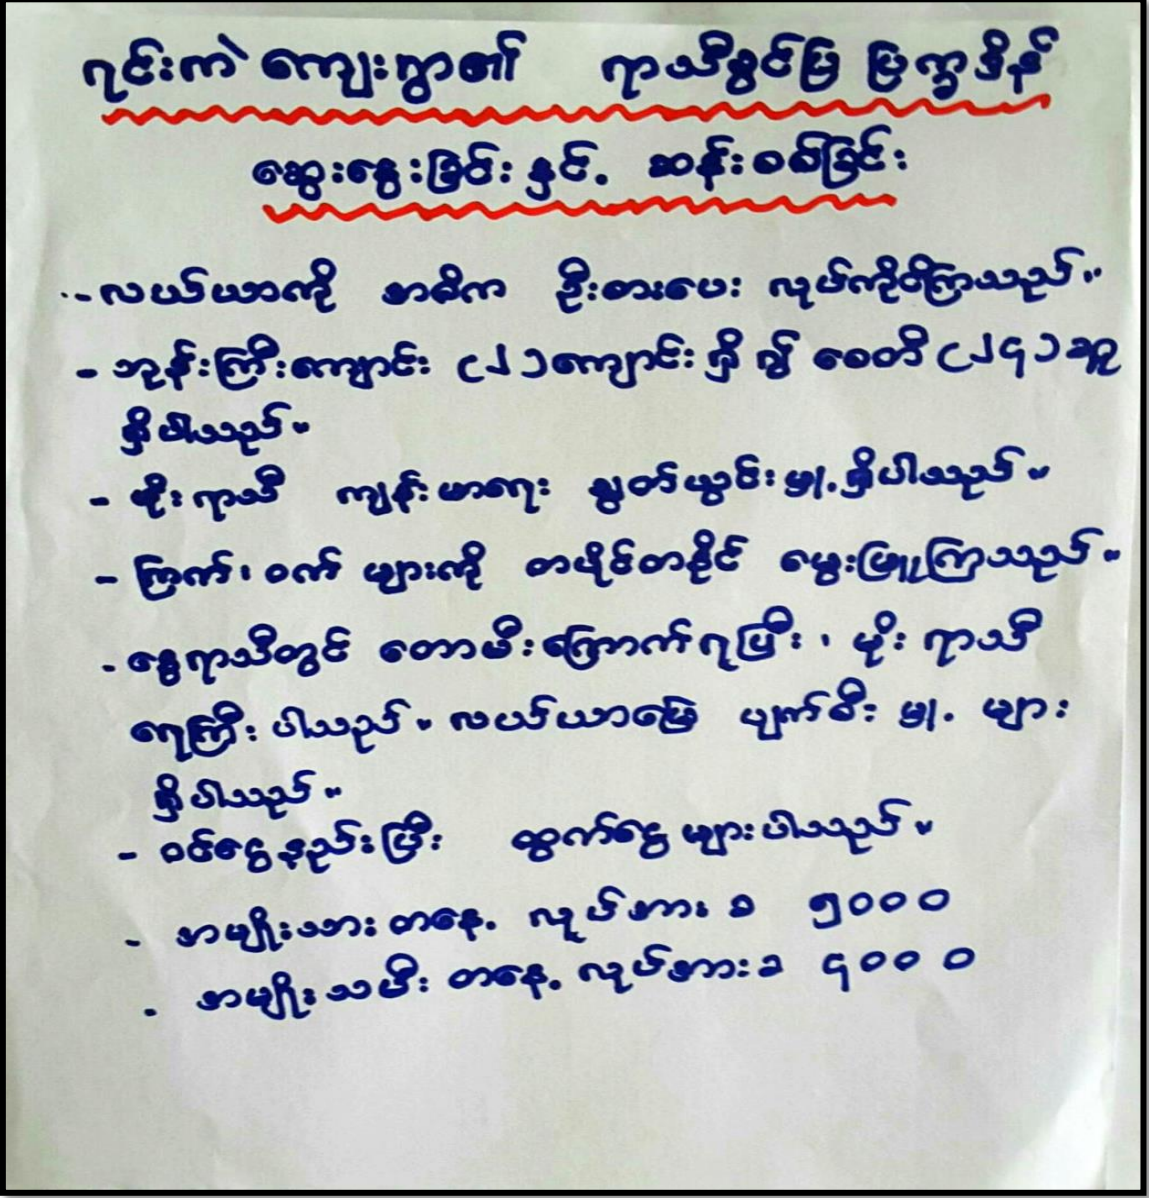 ရင်းကဲ ကျေးရွာ၏ ရာသီခွင်ပြ ပြက္ခဒိန်
ဆွေးနွေးခြင်း နှင့် ဆန်းစစ်ခြင်း
- လယ်ယာကို အဓိက ဦးစားပေး လုပ်ကိုင်ကြသည်။
- ဘုန်းကြီးကျောင်း (၂)ကျောင်း ရှိ၍ စေတီ (၂၄)ဆူ
ရှိပါသည်။
- မိုးရာသီ ကျန်းမာရေး ချွတ်ယွင်းမှု့ရှိပါသည်။
- ကြက်၊ ဝက် များကို တပိုင်တနိုင် မွေးမြူကြသည်။
- နွေရာသီတွင် တောမီးကြောက်ရပြီး၊ မိုးရာသီ
ရေကြီးပါသည်။ လယ်ယာမြေ ပျက်စီးမှု့ များ
ရှိပါသည်။
- ဝင်ငွေနည်းပြီး ထွက်ငွေများပါသည်။
- အမျိုးသား တနေ့ လုပ်အားခ ၅၀၀၀
- အမျိုးသမီး တနေ့ လုပ်အားခ ၄၀၀၀